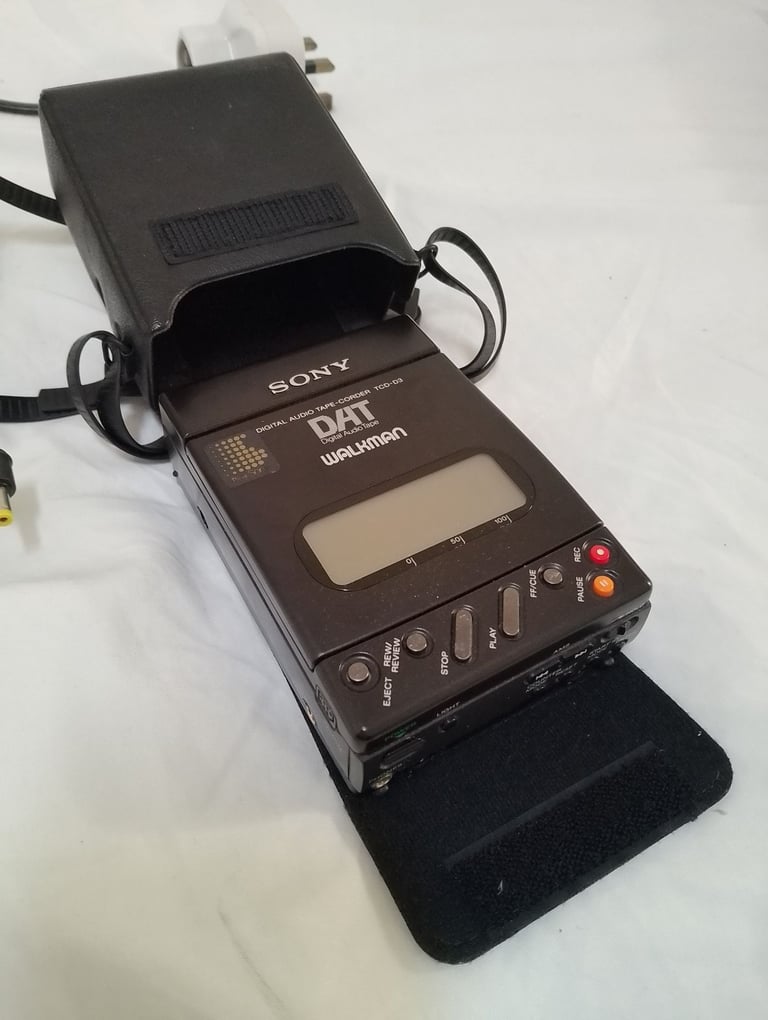 SONY
DIGITAL AUDIO TAPE-CORDER TCD-D3
DAT
Digital Audio Tape
WALKMAN
0 50 100
REC
PAUSE
FF/CUE
PLAY
STOP
REW/
REVIEW
EJECT
LIGHT